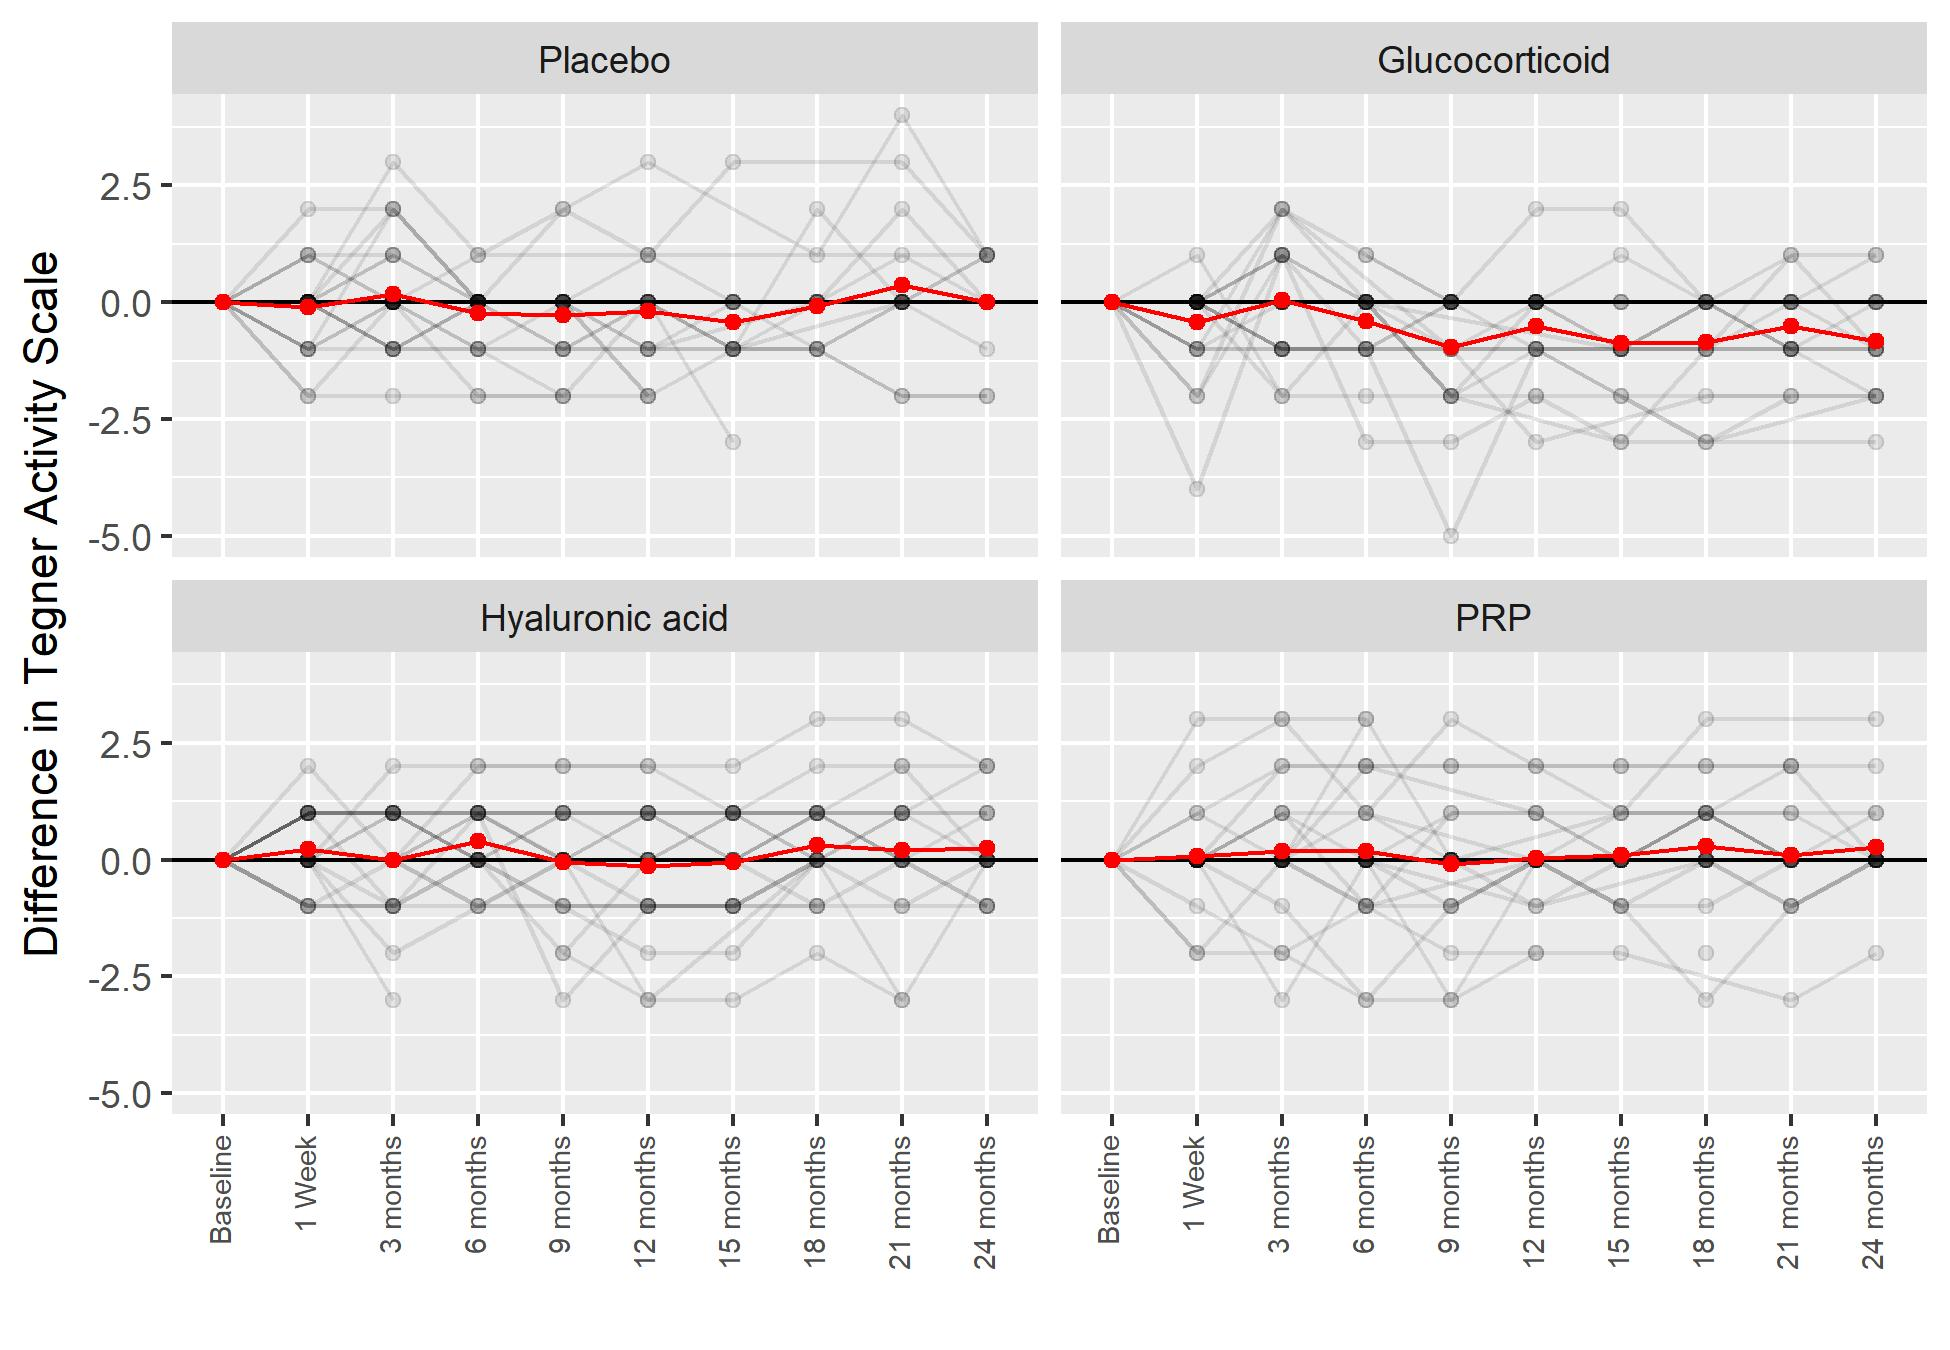 Placebo
Glucocorticoid
Difference in Tegner Activity Scale
2.5
0.0
-2.5
-5.0
Hyaluronic acid
PRP
2.5
0.0
-2.5
-5.0
Baseline
1 Week
3 months
6 months
9 months
12 months
15 months
18 months
21 months
24 months
Baseline
1 Week
3 months
6 months
9 months
12 months
15 months
18 months
21 months
24 months